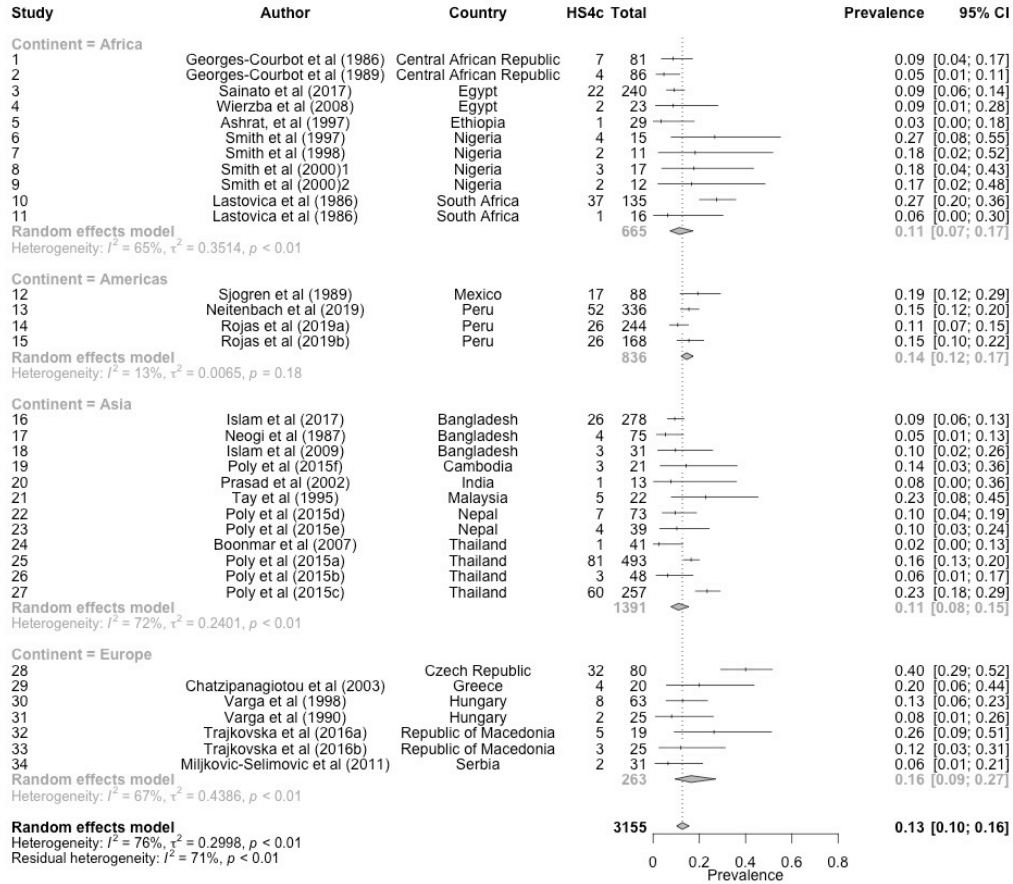 Study Author Country HS4c Total Prevalence 95% CI
Continent = Africa
1 Georges-Courbot et al (1986) Central African Republic 7 81 0.09 [0.04; 0.17]
2 Georges-Courbot et al (1989) Central African Republic 4 86 0.05 [0.01; 0.11]
3 Sainato et al (2017) Egypt 22 240 0.09 [0.06; 0.14]
4 Wierzba et al (2008) Egypt 2 23 0.09 [0.01; 0.28]
5 Ashrat, et al (1997) Ethiopia 1 29 0.03 [0.00; 0.18]
6 Smith et al (1997) Nigeria 4 15 0.27 [0.08; 0.55]
7 Smith et al (1998) Nigeria 2 11 0.18 [0.02; 0.52]
8 Smith et al (2000)1 Nigeria 3 17 0.18 [0.04; 0.43]
9 Smith et al (2000)2 Nigeria 2 12 0.17 [0.02; 0.48]
10 Lastovica et al (1986) South Africa 37 135 0.27 [0.20; 0.36]
11 Lastovica et al (1986) South Africa 1 16 0.06 [0.00; 0.30]
Random effects model 665 0.11 [0.07; 0.17]
Heterogeneity: I² = 65%, τ² = 0.3514, p < 0.01
Continent = Americas
12 Sjogren et al (1989) Mexico 17 88 0.19 [0.12; 0.29]
13 Neitenbach et al (2019) Peru 52 336 0.15 [0.12; 0.20]
14 Rojas et al (2019a) Peru 26 244 0.11 [0.07; 0.15]
15 Rojas et al (2019b) Peru 26 168 0.15 [0.10; 0.22]
Random effects model 836 0.14 [0.12; 0.17]
Heterogeneity: I² = 13%, τ² = 0.0065, p = 0.18
Continent = Asia
16 Islam et al (2017) Bangladesh 26 278 0.09 [0.06; 0.13]
17 Neogi et al (1987) Bangladesh 4 75 0.05 [0.01; 0.13]
18 Islam et al (2009) Bangladesh 3 31 0.10 [0.02; 0.26]
19 Poly et al (2015f) Cambodia 3 21 0.14 [0.03; 0.36]
20 Prasad et al (2002) India 1 13 0.08 [0.00; 0.36]
21 Tay et al (1995) Malaysia 5 22 0.23 [0.08; 0.45]
22 Poly et al (2015d) Nepal 7 73 0.10 [0.04; 0.19]
23 Poly et al (2015e) Nepal 4 39 0.10 [0.03; 0.24]
24 Boonmar et al (2007) Thailand 1 41 0.02 [0.00; 0.13]
25 Poly et al (2015a) Thailand 81 493 0.16 [0.13; 0.20]
26 Poly et al (2015b) Thailand 3 48 0.06 [0.01; 0.17]
27 Poly et al (2015c) Thailand 60 257 0.23 [0.18; 0.29]
Random effects model 1391 0.11 [0.08; 0.15]
Heterogeneity: I² = 72%, τ² = 0.2401, p < 0.01
Continent = Europe
28 Czech Republic 32 80 0.40 [0.29; 0.52]
29 Chatzipanagiotou et al (2003) Greece 4 20 0.20 [0.06; 0.44]
30 Varga et al (1998) Hungary 8 63 0.13 [0.06; 0.23]
31 Varga et al (1990) Hungary 2 25 0.08 [0.01; 0.26]
32 Trajkovska et al (2016a) Republic of Macedonia 5 19 0.26 [0.09; 0.51]
33 Trajkovska et al (2016b) Republic of Macedonia 3 25 0.12 [0.03; 0.31]
34 Miljkovic-Selimovic et al (2011) Serbia 2 31 0.06 [0.01; 0.21]
Random effects model 263 0.16 [0.09; 0.27]
Heterogeneity: I² = 67%, τ² = 0.4386, p < 0.01
Random effects model 3155 0.13 [0.10; 0.16]
Heterogeneity: I² = 76%, τ² = 0.2998, p < 0.01
Residual heterogeneity: I² = 71%, p < 0.01
0 0.2 0.4 0.6 0.8
Prevalence